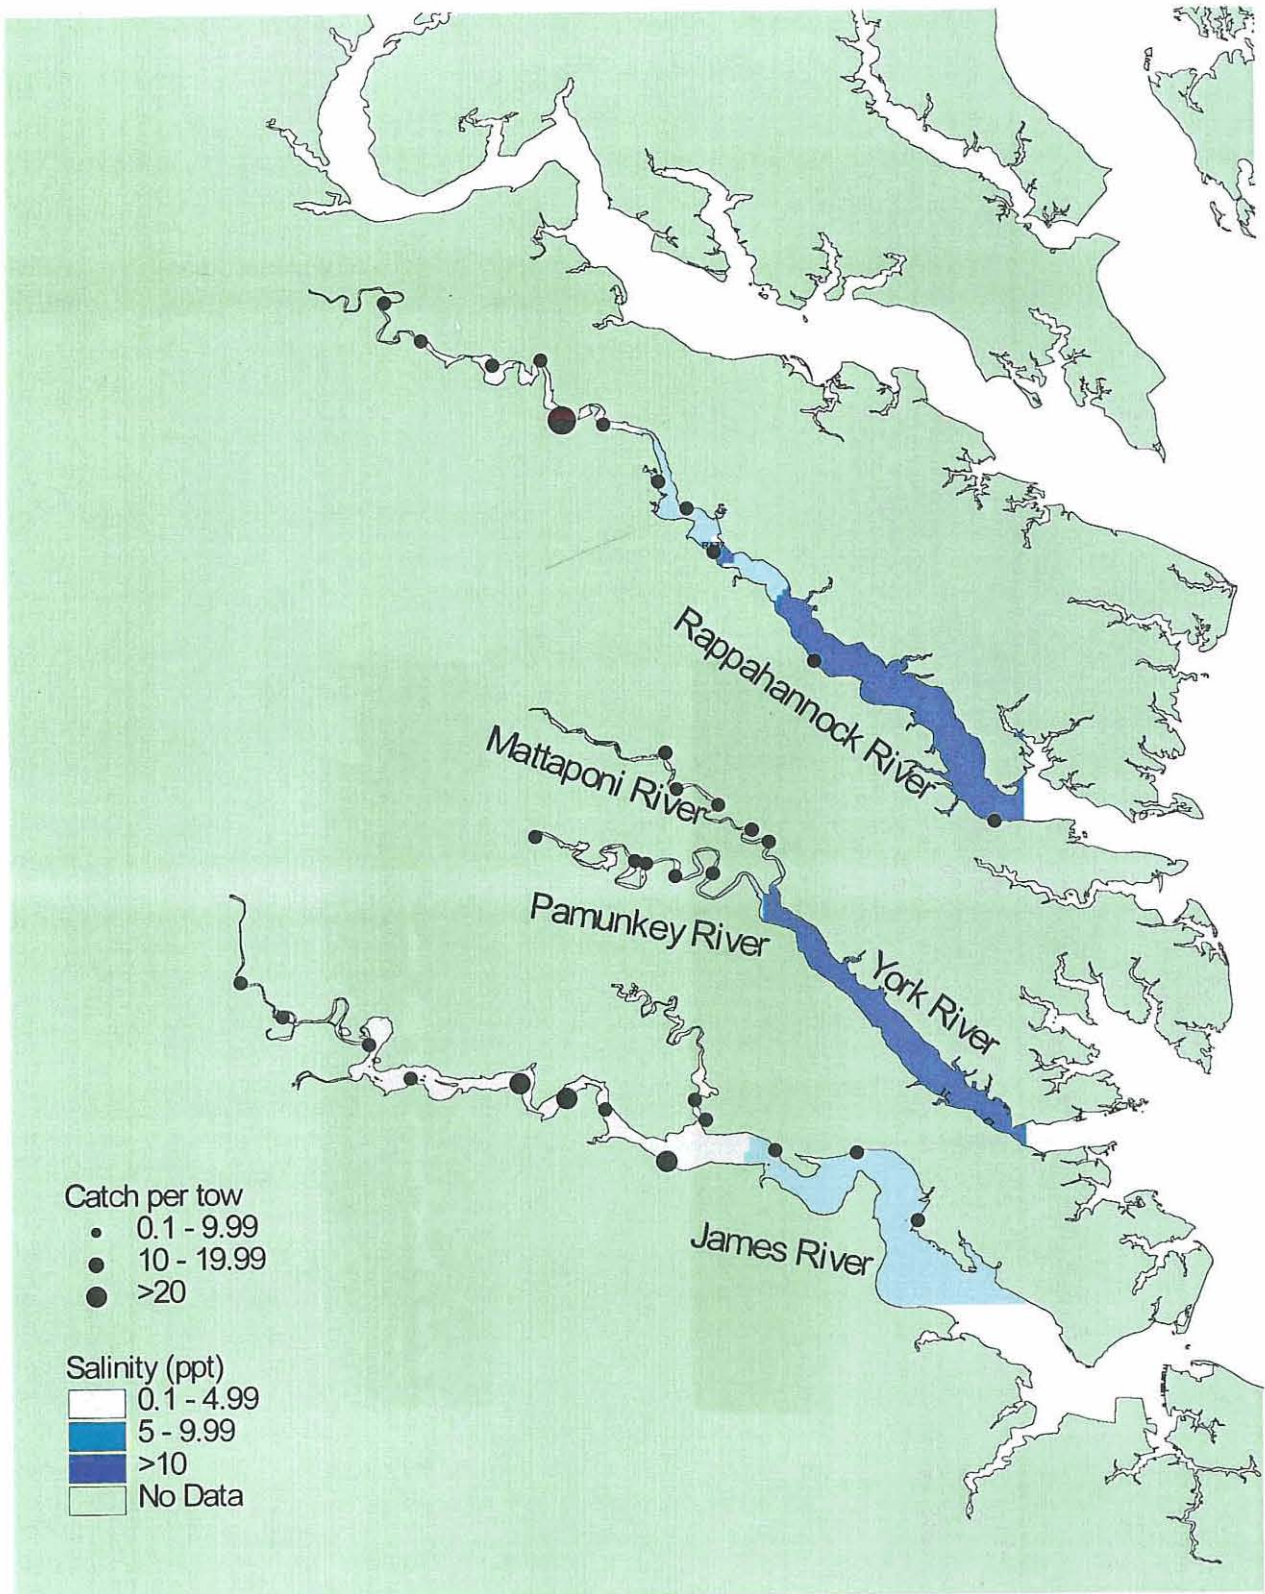 Rappahannock River
Mattaponi River
Pamunkey River
York River
James River
Catch per tow
0.1 - 9.99
10 - 19.99
>20
Salinity (ppt)
0.1 - 4.99
5 - 9.99
>10
No Data